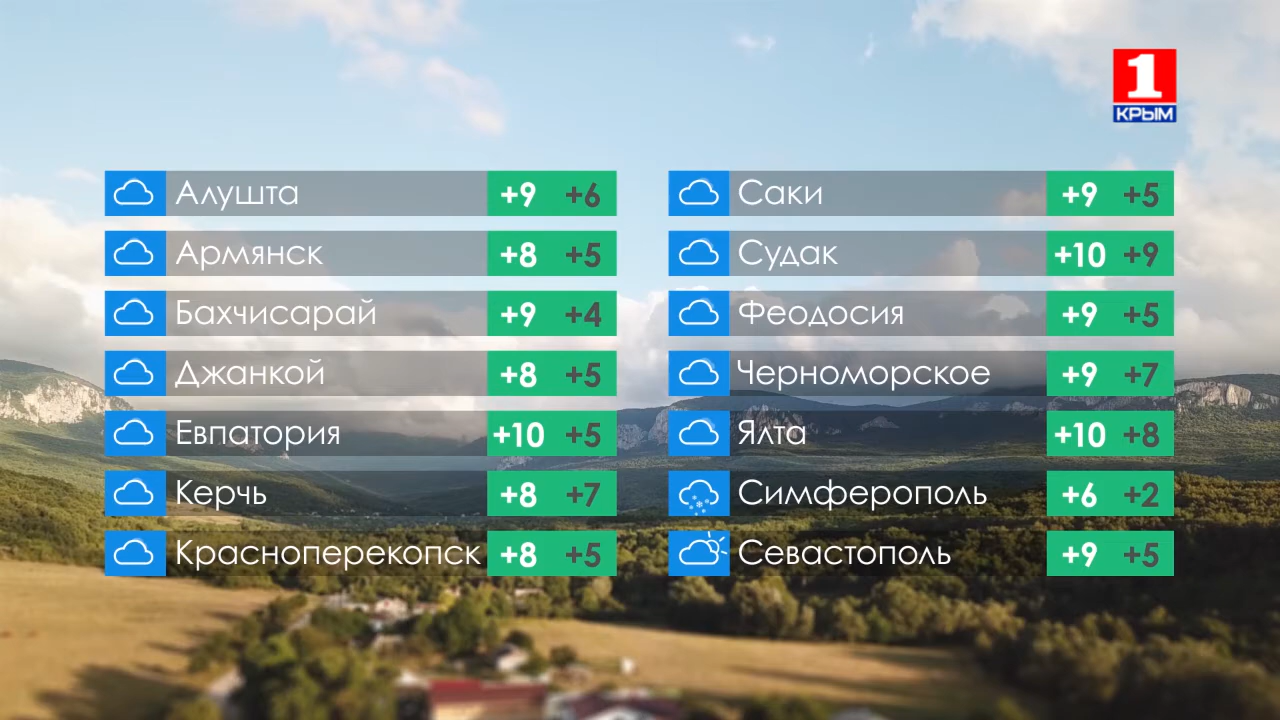 1
КРЫМ
Алушта +9 +6
Армянск +8 +5
Бахчисарай +9 +4
Джанкой +8 +5
Евпатория +10 +5
Керчь +8 +7
Красноперекопск +8 +5
Саки +9 +5
Судак +10 +9
Феодосия +9 +5
Черноморское +9 +7
Ялта +10 +8
Симферополь +6 +2
Севастополь +9 +5